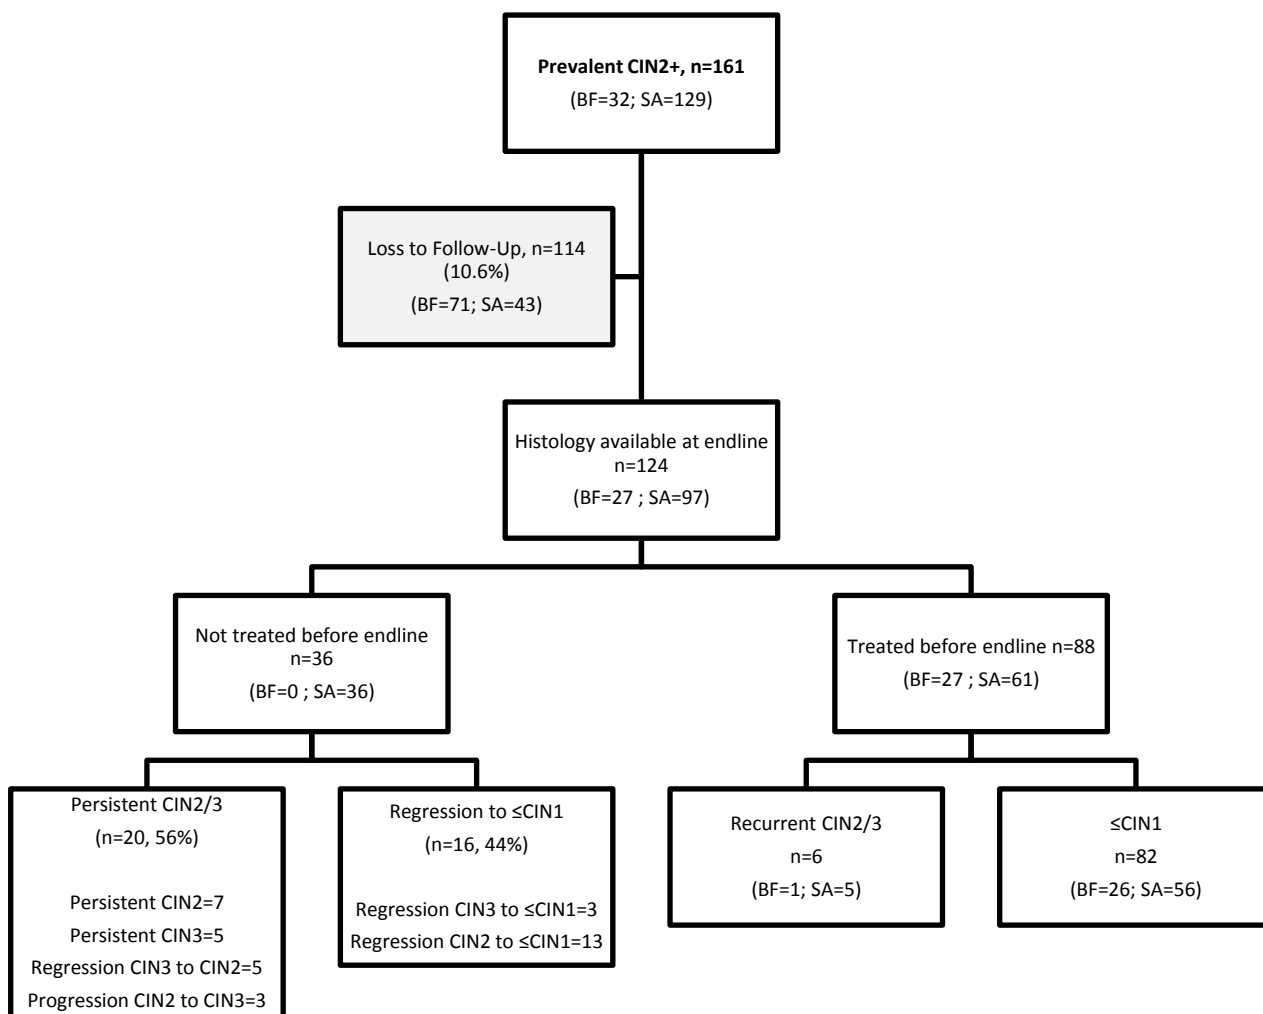 Prevalent CIN2+, n=161
(BF=32; SA=129)
Loss to Follow-Up, n=114
(10.6%)
(BF=71; SA=43)
Histology available at endline
n=124
(BF=27 ; SA=97)
Not treated before endline
n=36
(BF=0 ; SA=36)
Treated before endline n=88
(BF=27 ; SA=61)
Persistent CIN2/3
(n=20, 56%)
Persistent CIN2=7
Persistent CIN3=5
Regression CIN3 to CIN2=5
Progression CIN2 to CIN3=3
Regression to ≤CIN1
(n=16, 44%)
Regression CIN3 to ≤CIN1=3
Regression CIN2 to ≤CIN1=13
Recurrent CIN2/3
n=6
(BF=1; SA=5)
≤CIN1
n=82
(BF=26; SA=56)